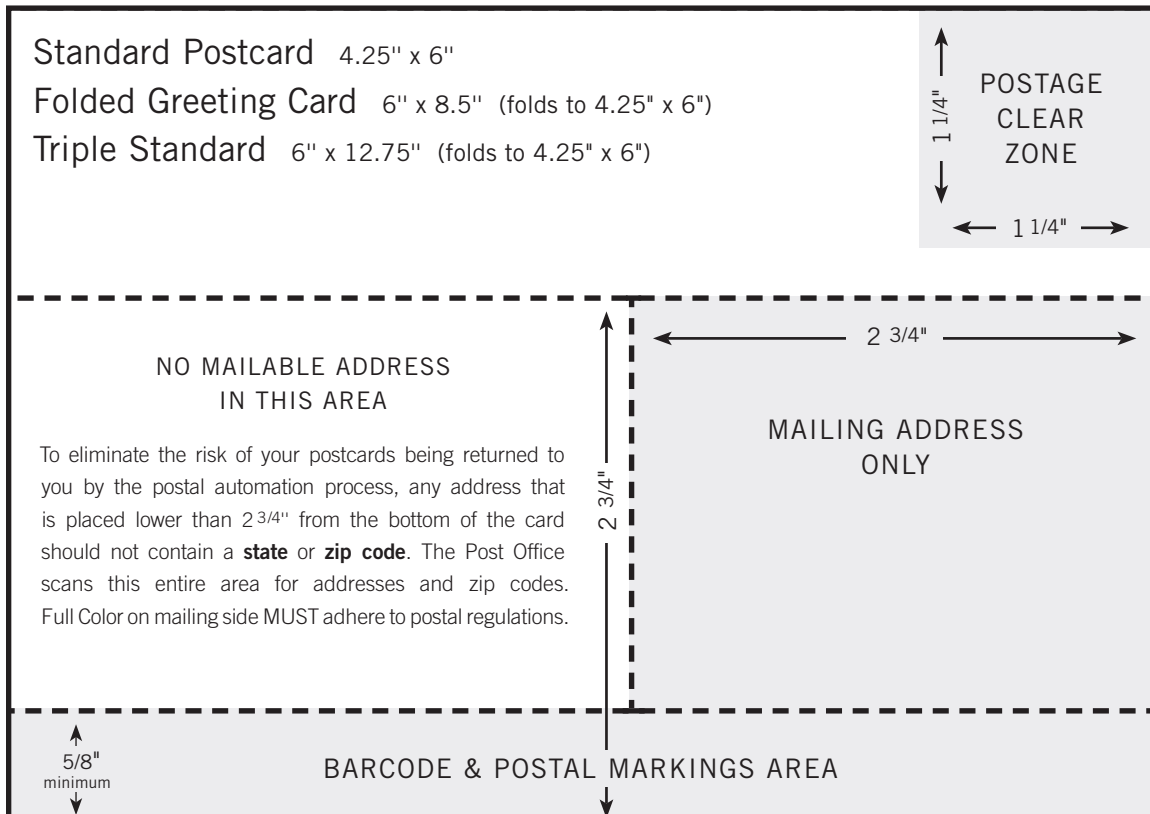 Standard Postcard 4.25'' x 6''
Folded Greeting Card 6'' x 8.5'' (folds to 4.25" x 6")
Triple Standard 6'' x 12.75'' (folds to 4.25" x 6")
1 1/4"
POSTAGE
CLEAR
ZONE
1 1/4"
NO MAILABLE ADDRESS
IN THIS AREA
To eliminate the risk of your postcards being returned to
you by the postal automation process, any address that
is placed lower than 2 3/4'' from the bottom of the card
should not contain a state or zip code. The Post Office
scans this entire area for addresses and zip codes.
Full Color on mailing side MUST adhere to postal regulations.
2 3/4"
2 3/4"
MAILING ADDRESS
ONLY
5/8"
minimum
BARCODE & POSTAL MARKINGS AREA